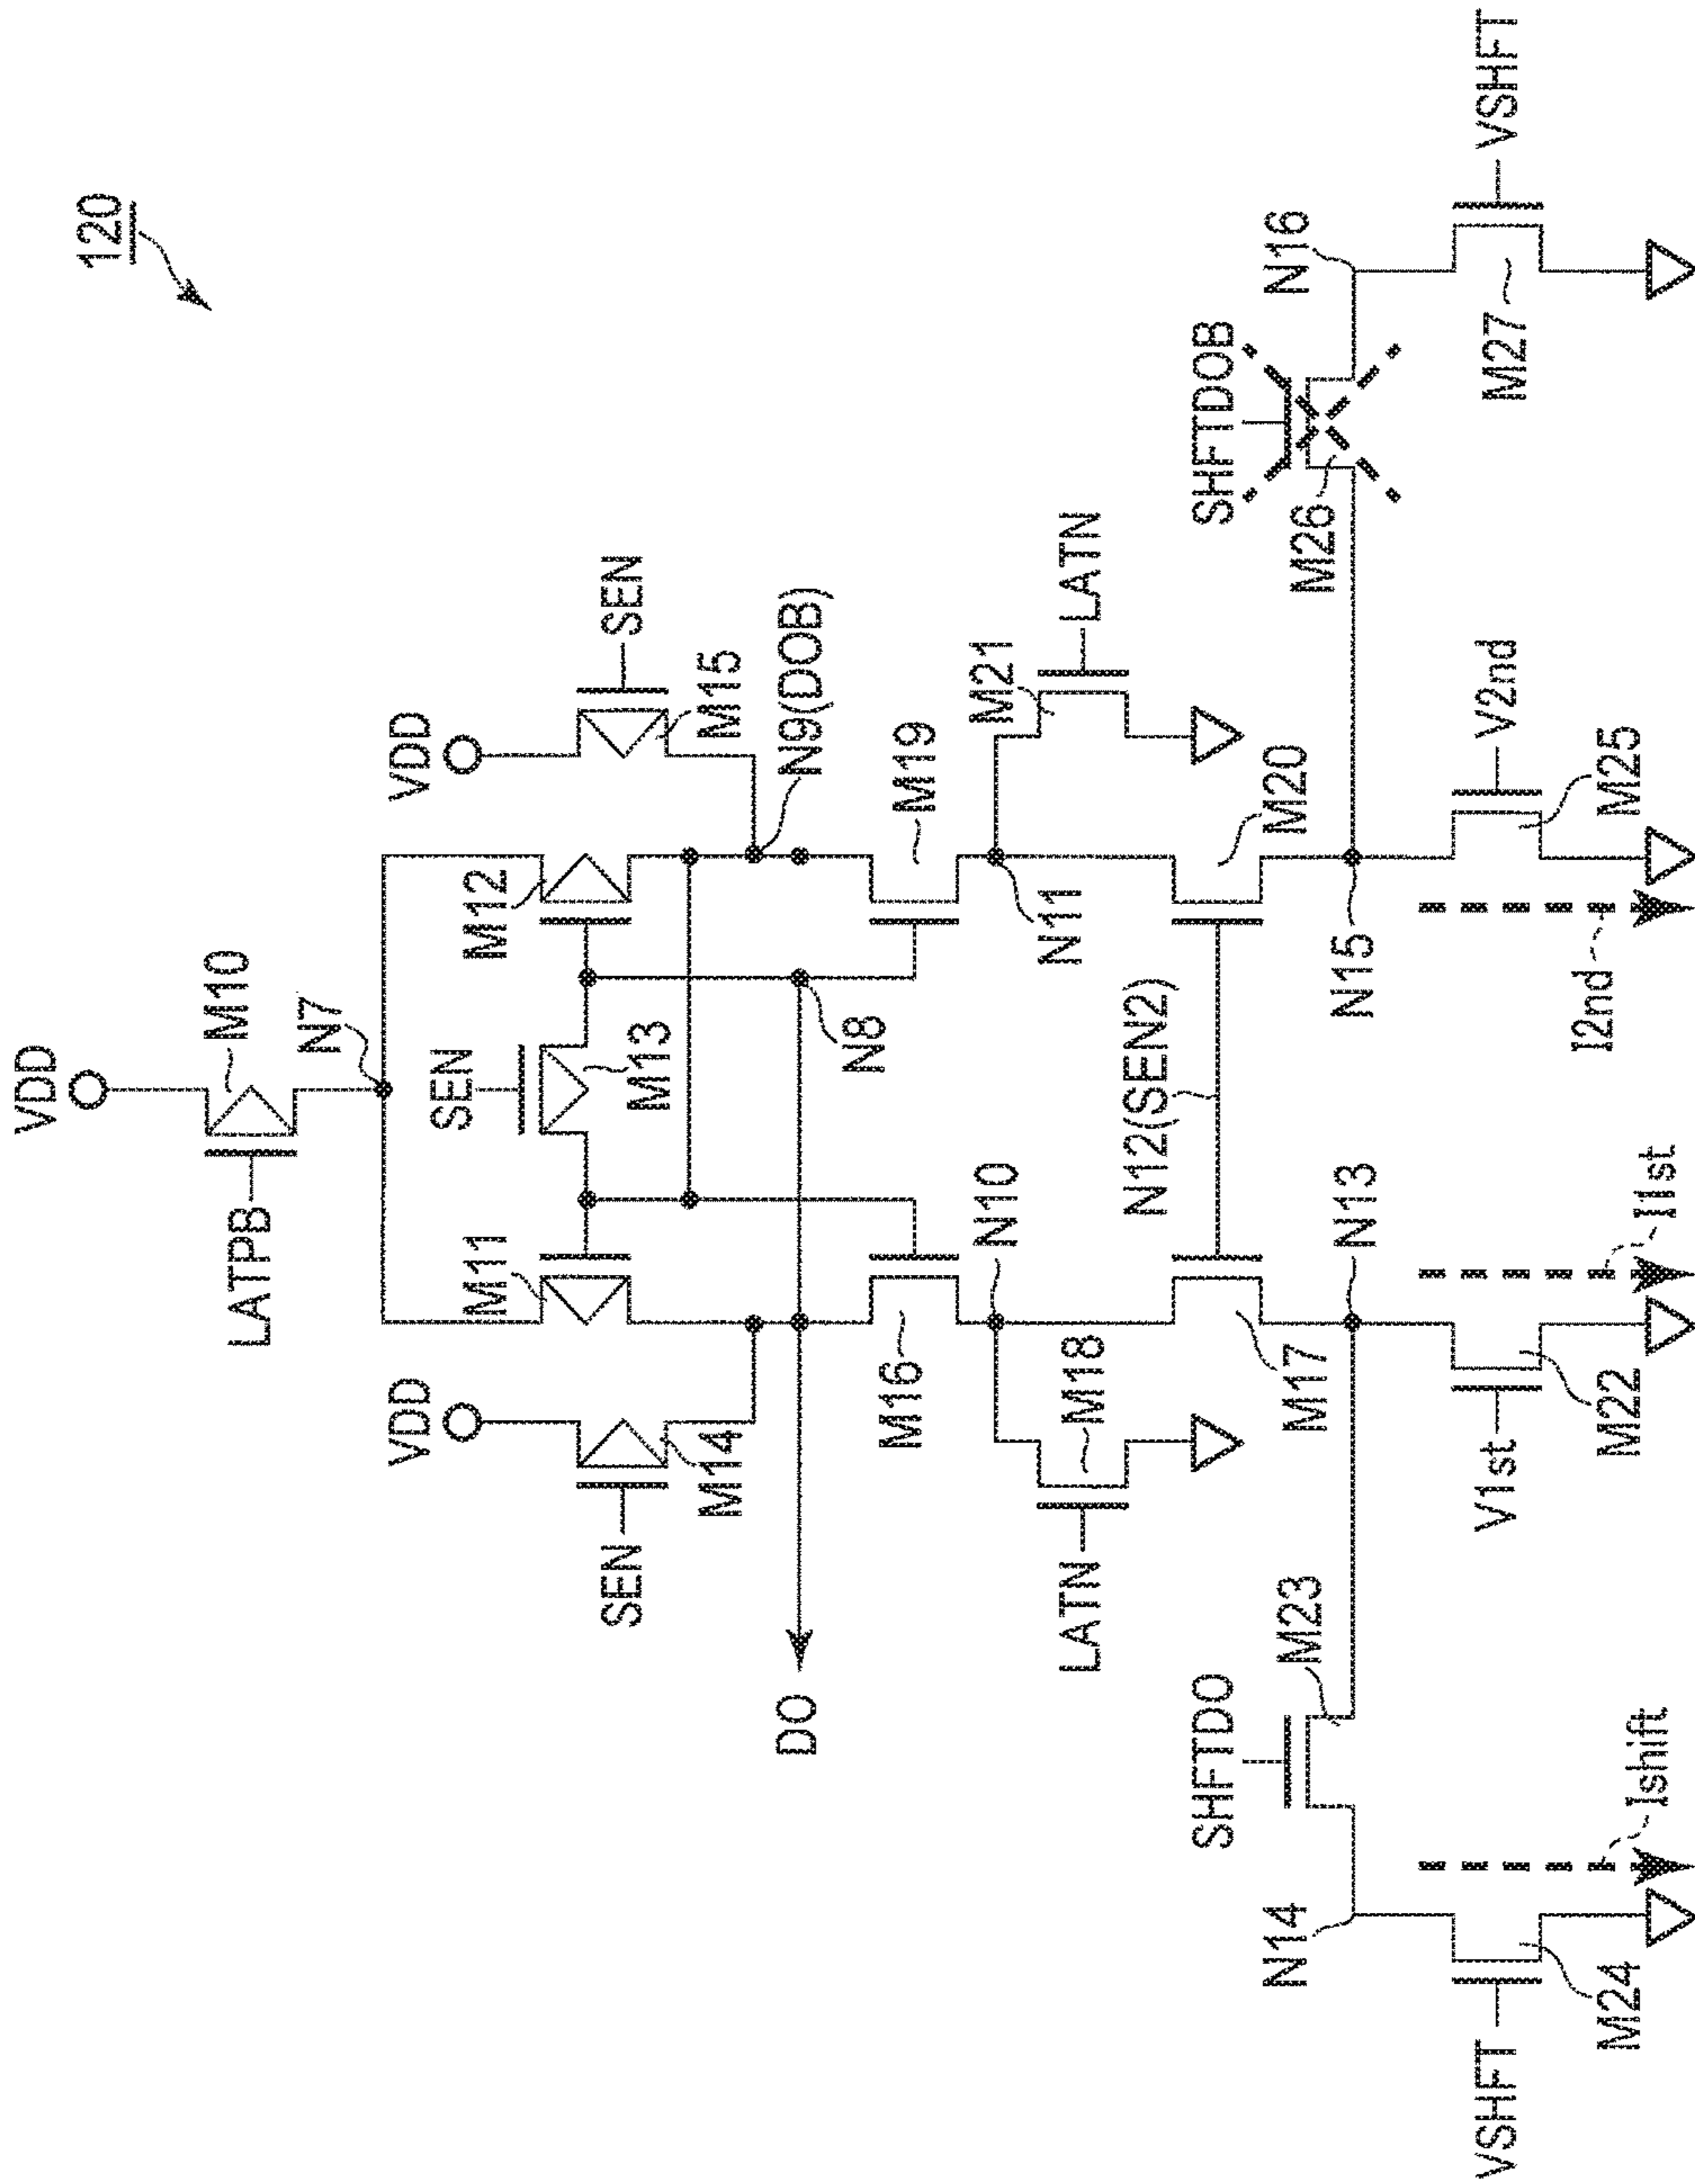 120
VDD
M10
LATPB
N7
VDD
SEN
M14
M11
SEN
M13
M12
VDD
SEN
M15
N9(DOB)
DO
N8
M16
M19
N10
N11
LATN
M18
M21
LATN
M17
N12(SEN2)
M20
SHFTDO
M23
N13
N15
SHFTDOB
M26
N14
N16
VSHFT
M24
Ishift
V1st
M22
I1st
I2nd
V2nd
M25
M27
VSHFT